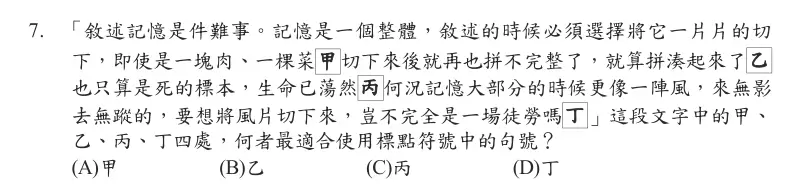 7. 「敘述記憶是件難事。記憶是一個整體，敘述的時候必須選擇將它一片片的切
下，即使是一塊肉、一棵菜甲切下來後就再也拼不完整了，就算拼湊起來了乙
也只算是死的標本，生命已蕩然丙何況記憶大部分的時候更像一陣風，來無影
去無蹤的，要想將風片切下來，豈不完全是一場徒勞嗎丁」這段文字中的甲、
乙、丙、丁四處，何者最適合使用標點符號中的句號？
(A)甲 (B)乙 (C)丙 (D)丁